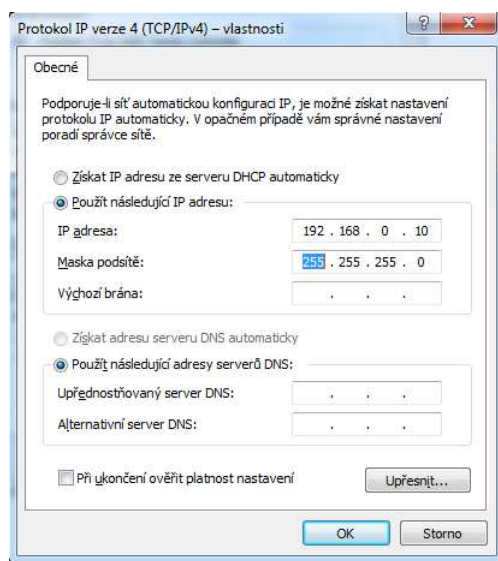 Protokol IP verze 4 (TCP/IPv4) – vlastnosti
Obecné
Podporuje-li síť automatickou konfiguraci IP, je možné získat nastavení
protokolu IP automaticky. V opačném případě vám správné nastavení
poradí správce sítě.
Získat IP adresu ze serveru DHCP automaticky
Použít následující IP adresu:
IP adresa: 192 . 168 . 0 . 10
Maska podsítě: 255 . 255 . 255 . 0
Výchozí brána: . . .
Získat adresu serveru DNS automaticky
Použít následující adresy serverů DNS:
Upřednostňovaný server DNS: . . .
Alternativní server DNS: . . .
Při ukončení ověřit platnost nastavení
Upřesnit...
OK Storno